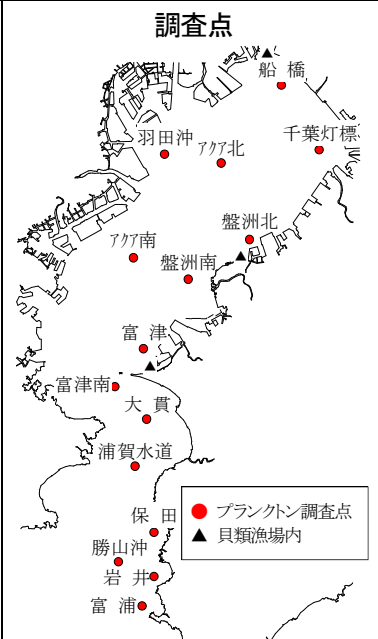 調査点
船橋
千葉灯標
羽田沖
ｱｸｱ北
盤洲北
ｱｸｱ南
盤洲南
富津
富津南
大貫
浦賀水道
保田
勝山沖
岩井
富浦
プランクトン調査点
貝類漁場内